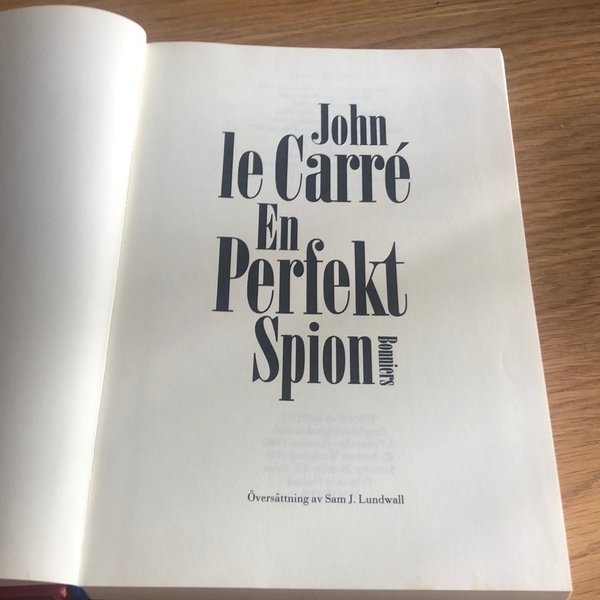 John
le Carré
En
Perfekt
Spion
Bonniers
Översättning av Sam J. Lundwall